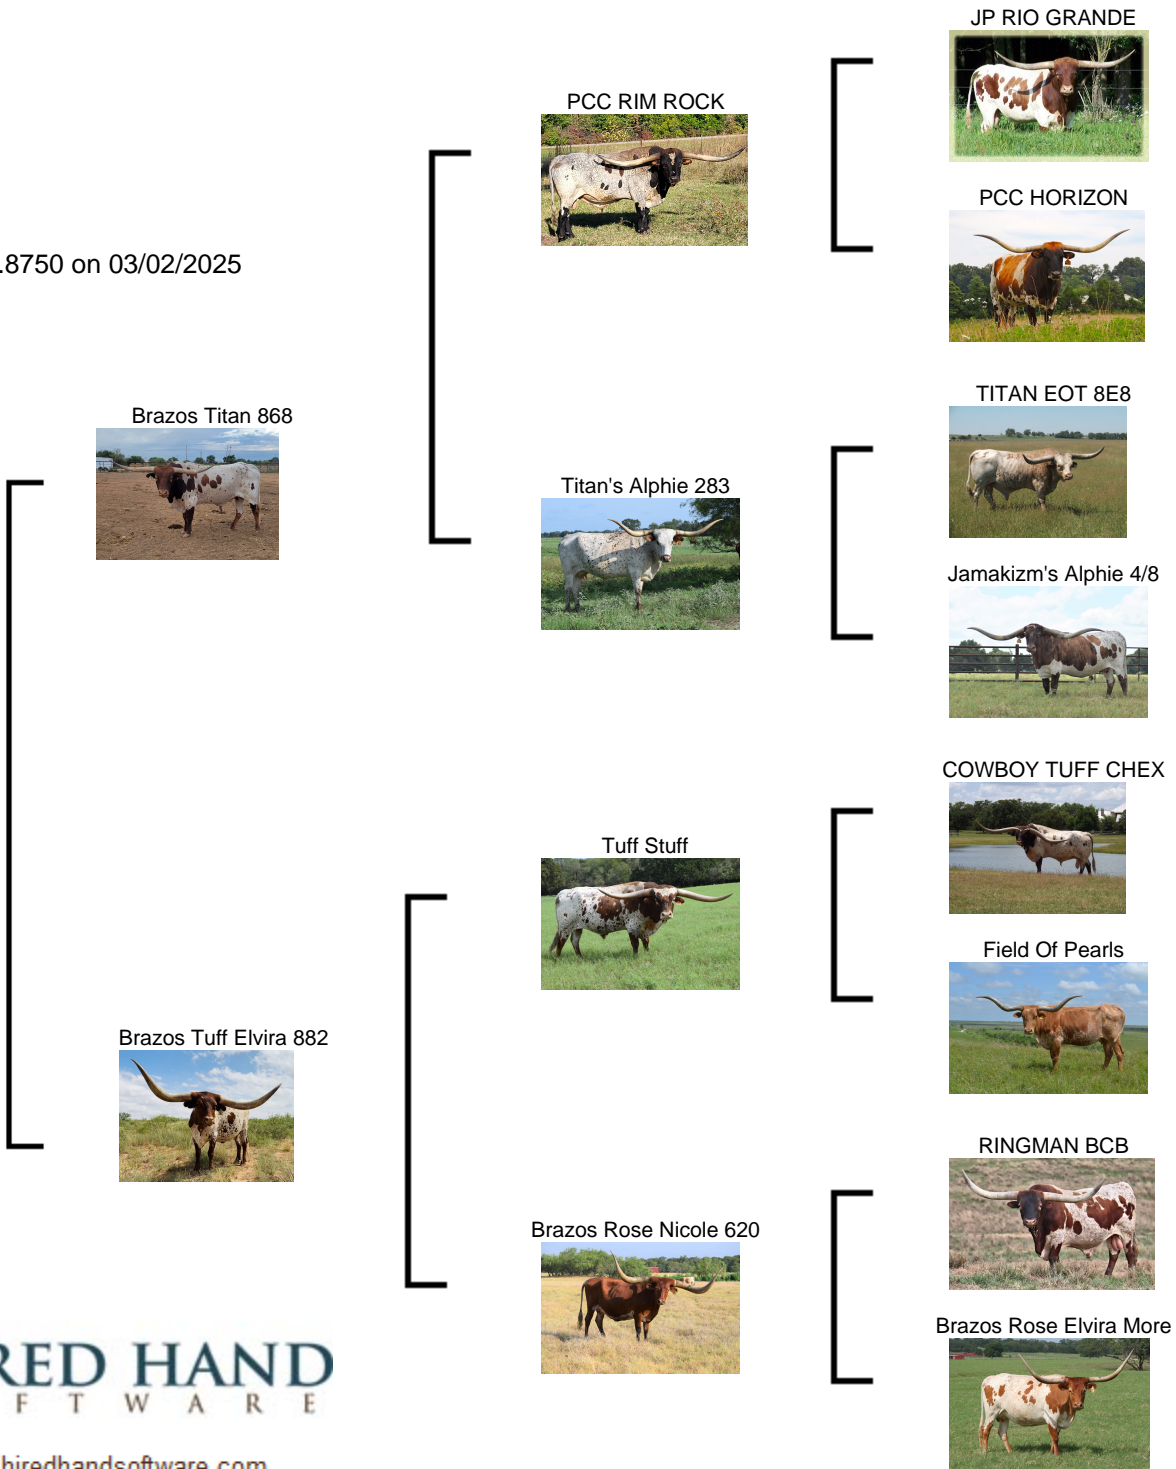 JP RIO GRANDE
PCC RIM ROCK
PCC HORIZON
.8750 on 03/02/2025
TITAN EOT 8E8
Brazos Titan 868
Titan's Alphie 283
Jamakizm's Alphie 4/8
COWBOY TUFF CHEX
Tuff Stuff
Field Of Pearls
Brazos Tuff Elvira 882
RINGMAN BCB
Brazos Rose Nicole 620
Brazos Rose Elvira More
RED HAND
F T W A R E
hiredhandsoftware.com